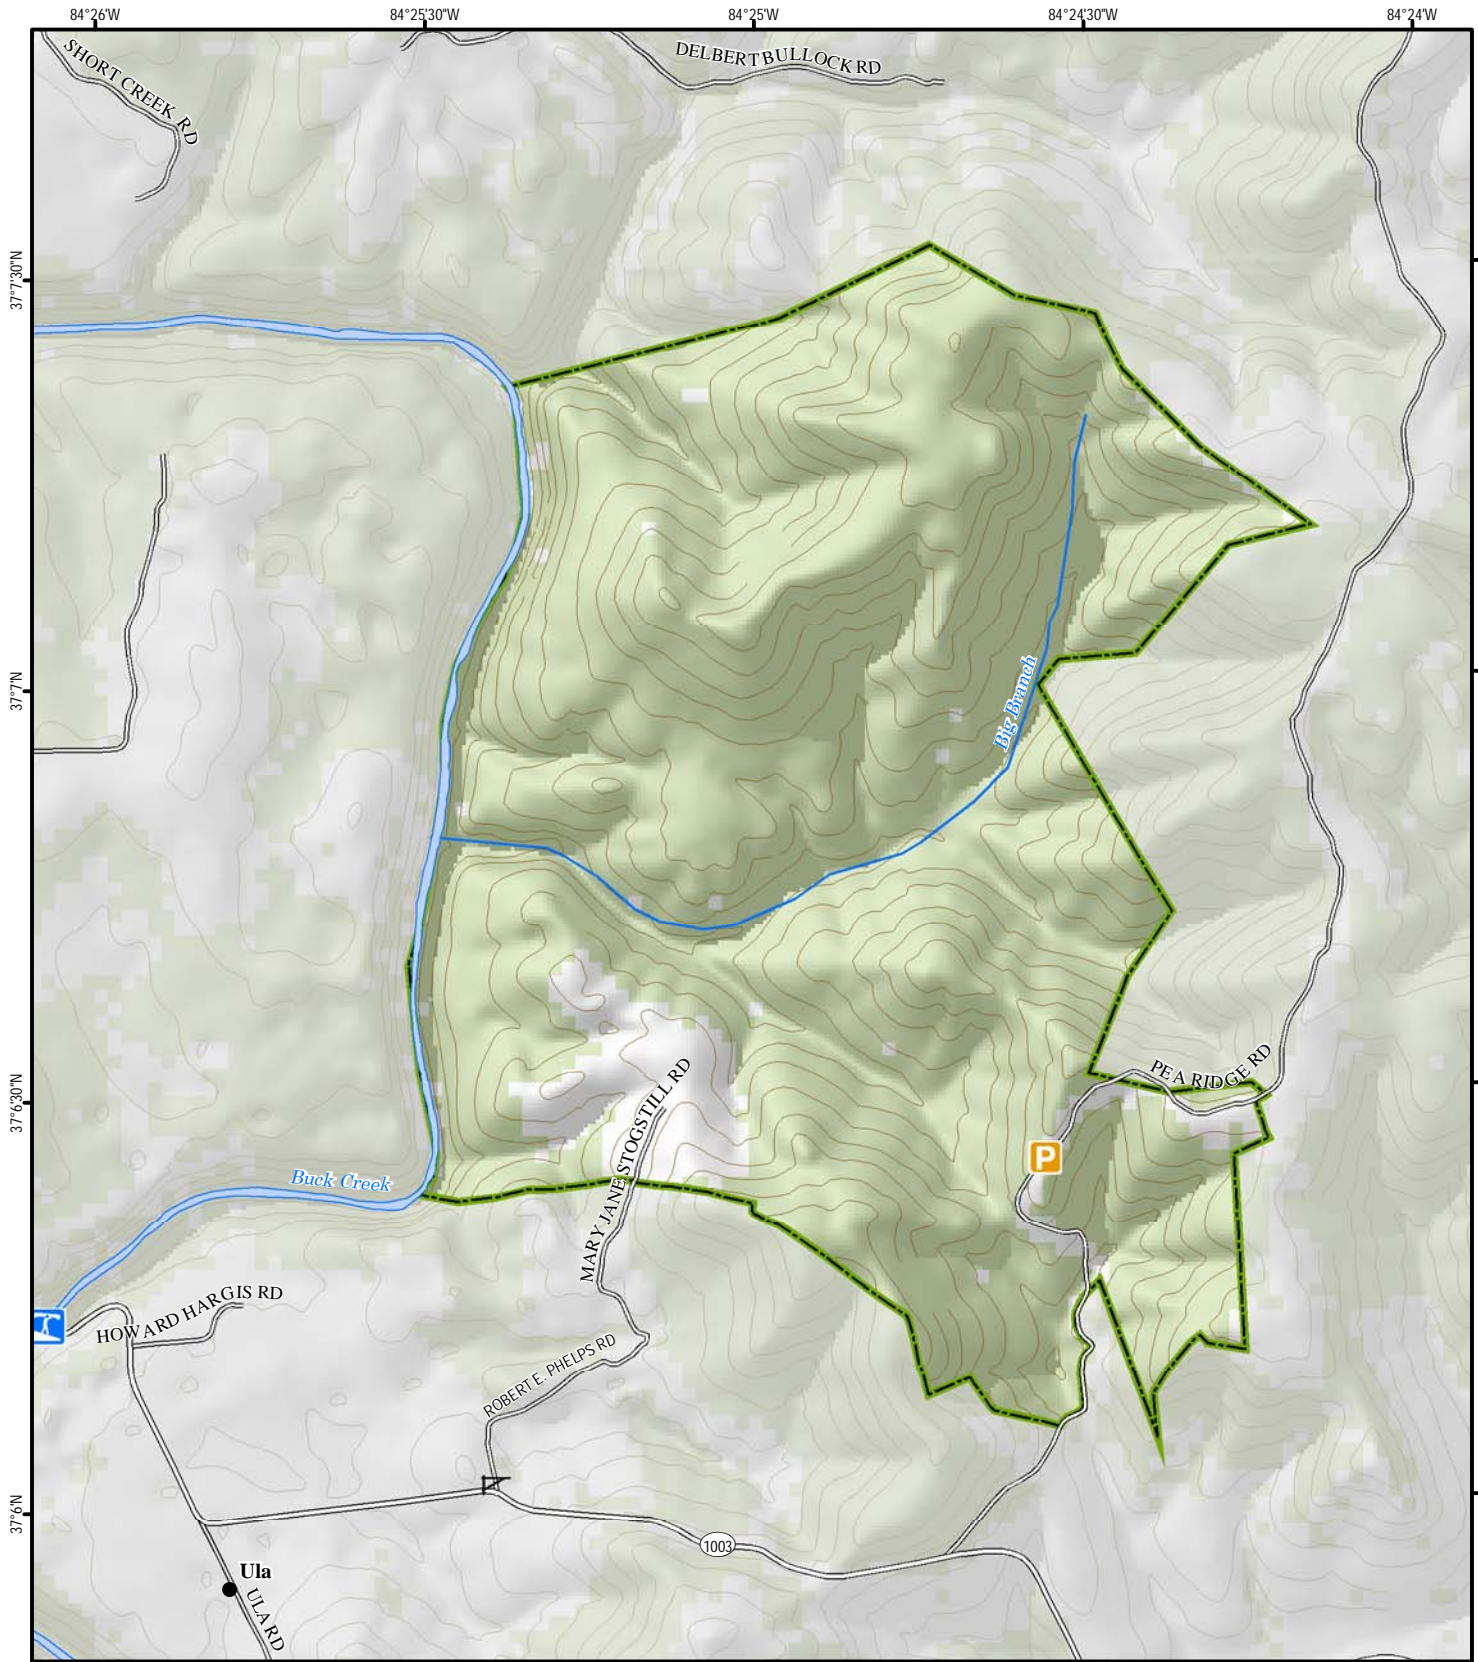 84°26'W
84°25'30"W
84°25'W
84°24'30"W
84°24'W
SHORT CREEK RD
DELBERT BULLOCK RD
37°7'30"N
37°7'N
Big Branch
37°6'30"N
PEA RIDGE RD
MARY JANE STOGSTILL RD
P
Buck Creek
HOWARD HARGIS RD
ROBERT E. PHELPS RD
37°6'N
1003
Ula
ULA RD